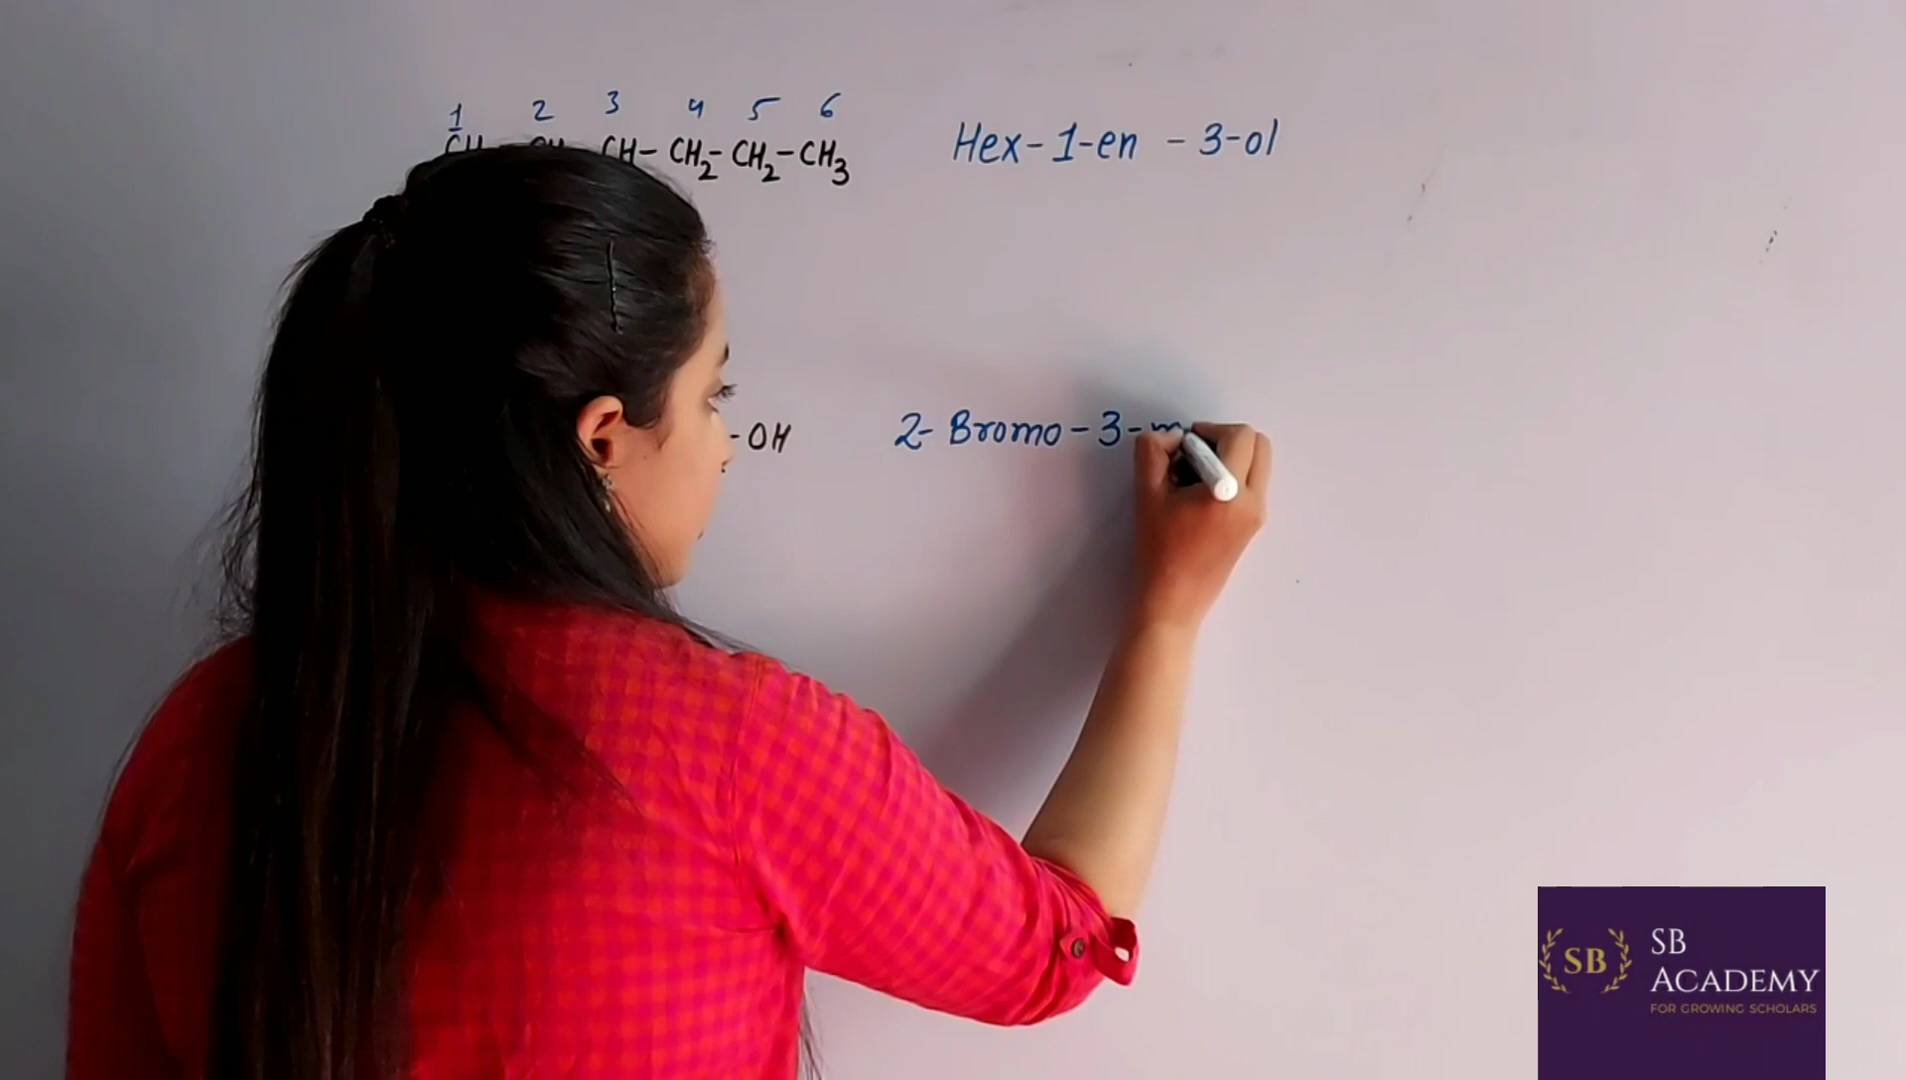 1 2 3 4 5 6
CH- CH₂-CH₂-CH₃
Hex-1-en -3-ol
-OH
2- Bromo-3-m
SB
SB
ACADEMY
FOR GROWING SCHOLARS